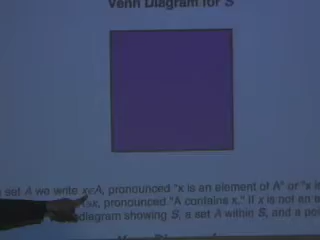 Venn Diagram for S
set A we write x∈A, pronounced "x is an element of A" or "x is
pronounced "A contains x." If x is not an
diagram showing S, a set A within S, and a